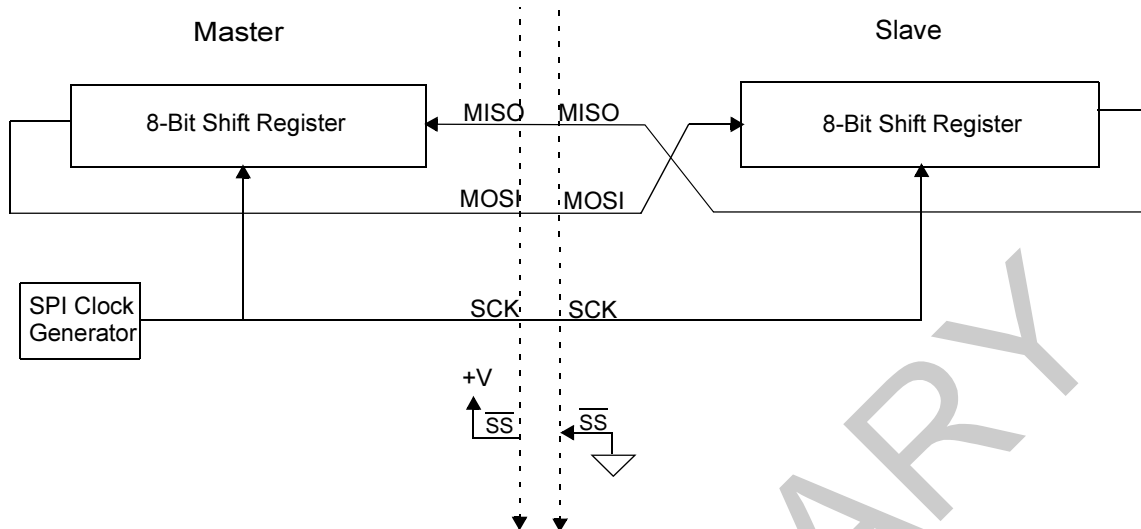 Master
Slave
8-Bit Shift Register
MISO
MISO
8-Bit Shift Register
MOSI
MOSI
SPI Clock
Generator
SCK
SCK
+V
SS
SS
ARY